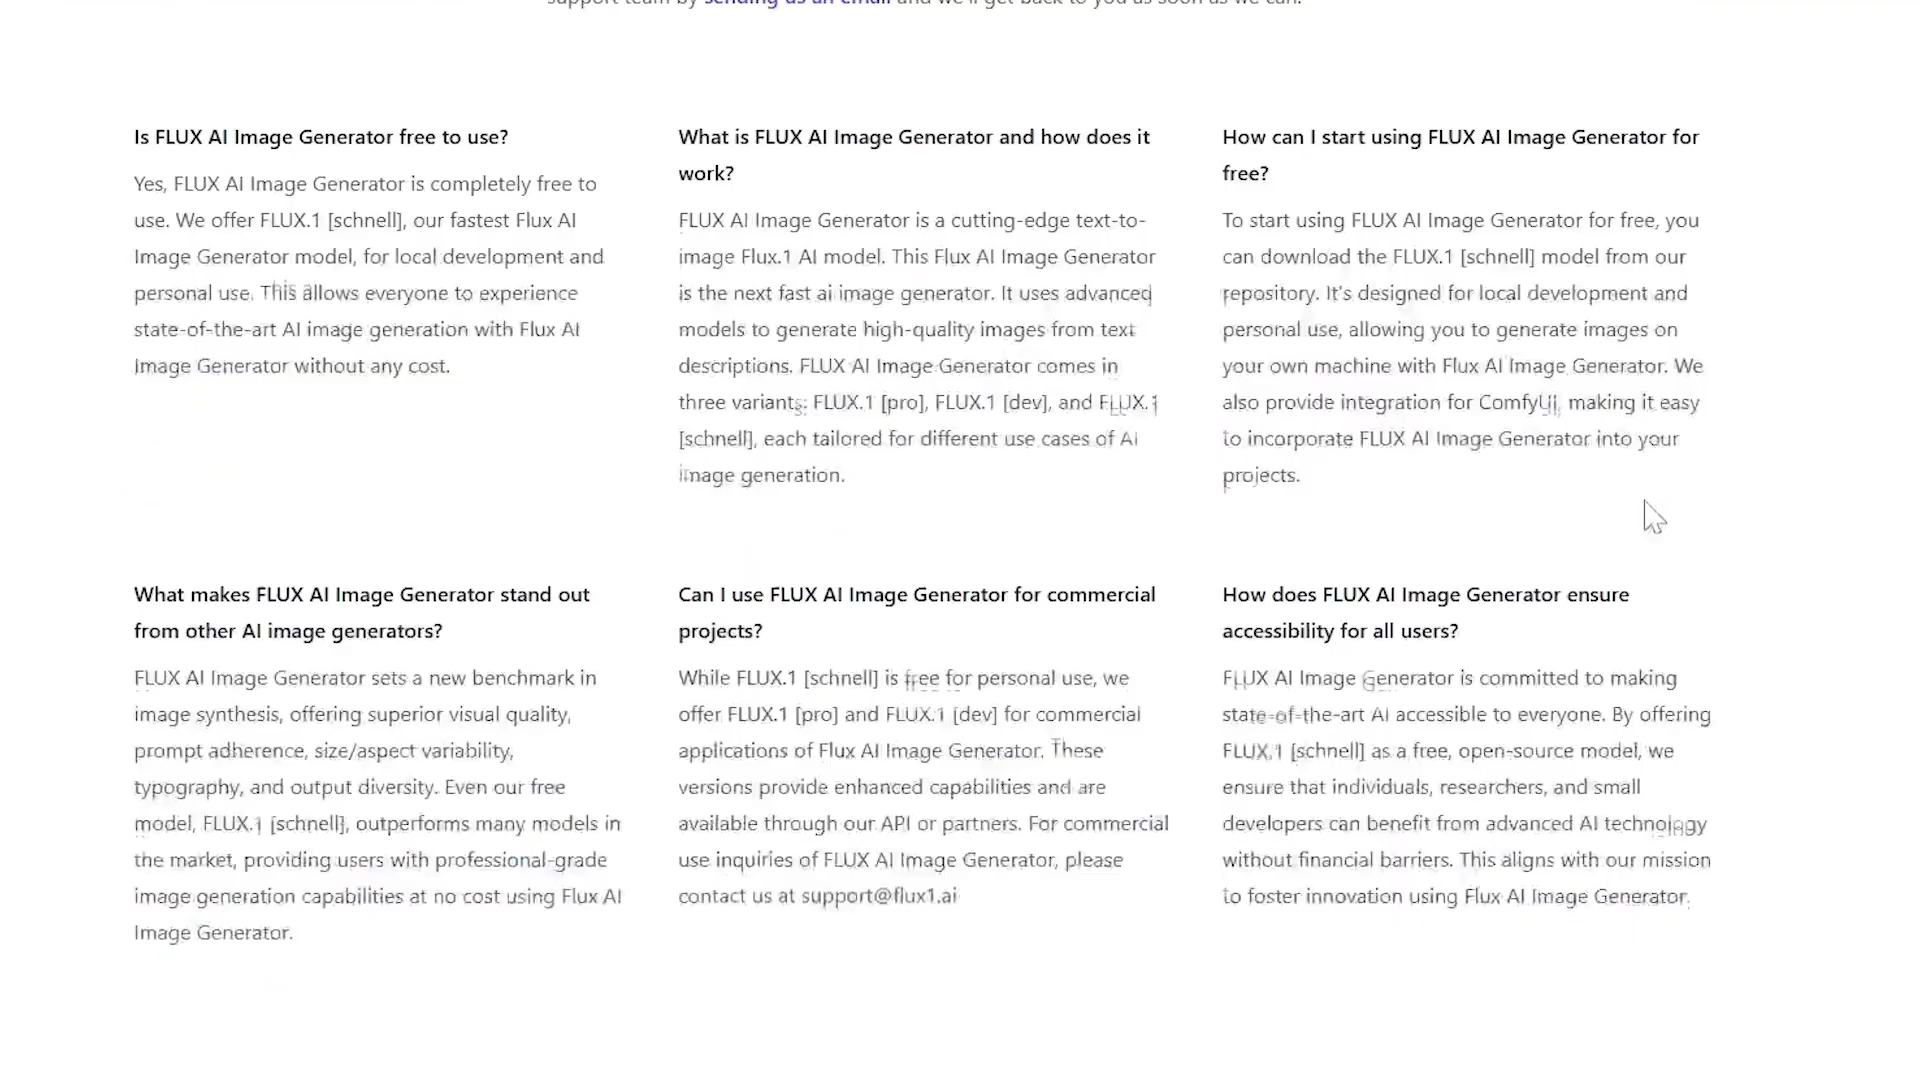 support team by sending us an email and we'll get back to you as soon as we can.
Is FLUX AI Image Generator free to use?
Yes, FLUX AI Image Generator is completely free to
use. We offer FLUX.1 [schnell], our fastest Flux AI
Image Generator model, for local development and
personal use. This allows everyone to experience
state-of-the-art AI image generation with Flux AI
Image Generator without any cost.
What is FLUX AI Image Generator and how does it
work?
FLUX AI Image Generator is a cutting-edge text-to-
image Flux.1 AI model. This Flux AI Image Generator
is the next fast ai image generator. It uses advanced
models to generate high-quality images from text
descriptions. FLUX AI Image Generator comes in
three variants: FLUX.1 [pro], FLUX.1 [dev], and FLUX.1
[schnell], each tailored for different use cases of AI
image generation.
How can I start using FLUX AI Image Generator for
free?
To start using FLUX AI Image Generator for free, you
can download the FLUX.1 [schnell] model from our
repository. It's designed for local development and
personal use, allowing you to generate images on
your own machine with Flux AI Image Generator. We
also provide integration for ComfyUI, making it easy
to incorporate FLUX AI Image Generator into your
projects.
What makes FLUX AI Image Generator stand out
from other AI image generators?
FLUX AI Image Generator sets a new benchmark in
image synthesis, offering superior visual quality,
prompt adherence, size/aspect variability,
typography, and output diversity. Even our free
model, FLUX.1 [schnell], outperforms many models in
the market, providing users with professional-grade
image generation capabilities at no cost using Flux AI
Image Generator.
Can I use FLUX AI Image Generator for commercial
projects?
While FLUX.1 [schnell] is free for personal use, we
offer FLUX.1 [pro] and FLUX.1 [dev] for commercial
applications of Flux AI Image Generator. These
versions provide enhanced capabilities and are
available through our API or partners. For commercial
use inquiries of FLUX AI Image Generator, please
contact us at support@flux1.ai
How does FLUX AI Image Generator ensure
accessibility for all users?
FLUX AI Image Generator is committed to making
state-of-the-art AI accessible to everyone. By offering
FLUX.1 [schnell] as a free, open-source model, we
ensure that individuals, researchers, and small
developers can benefit from advanced AI technology
without financial barriers. This aligns with our mission
to foster innovation using Flux AI Image Generator.